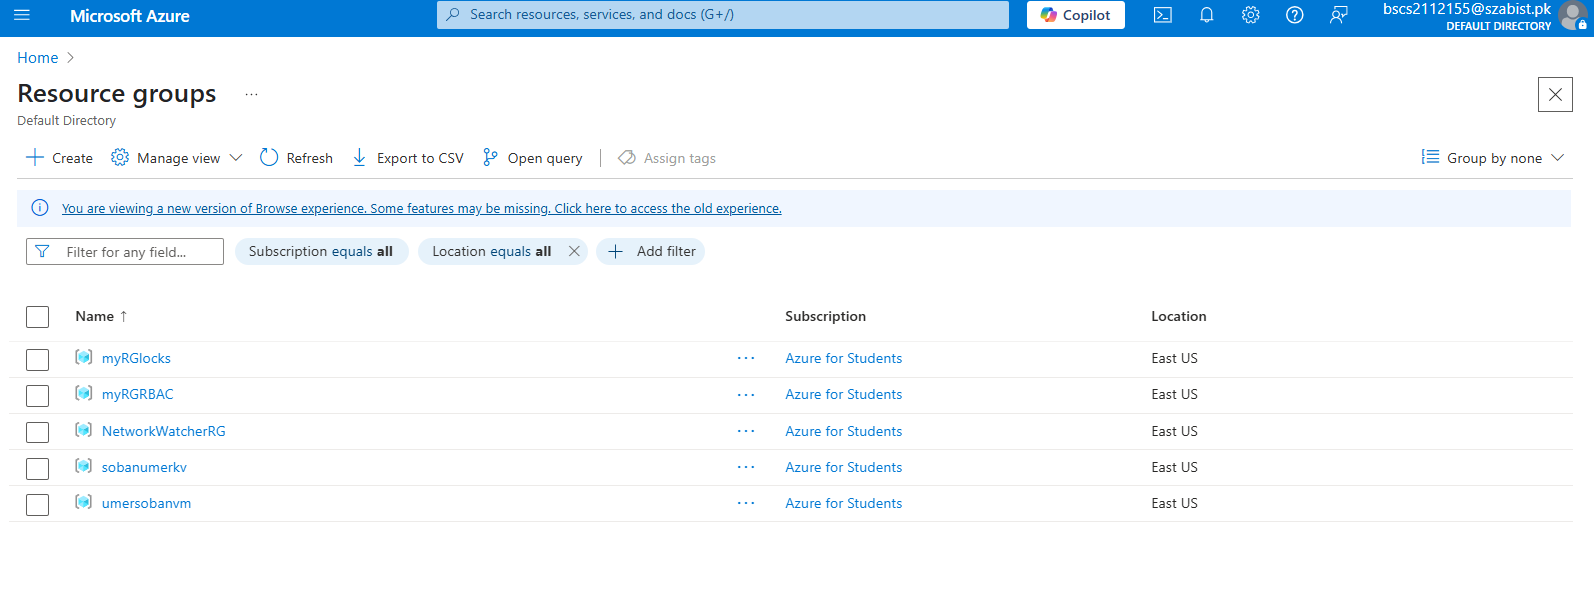 Microsoft Azure
Search resources, services, and docs (G+/)
Copilot
bscs2112155@szabist.pk
DEFAULT DIRECTORY
Home
Resource groups
Default Directory
Create
Manage view
Refresh
Export to CSV
Open query
Assign tags
Group by none
You are viewing a new version of Browse experience. Some features may be missing. Click here to access the old experience.
Filter for any field...
Subscription equals all
Location equals all
Add filter
Name ↑ Subscription Location
myRGlocks Azure for Students East US
myRGRBAC Azure for Students East US
NetworkWatcherRG Azure for Students East US
sobanumerkv Azure for Students East US
umersobanvm Azure for Students East US